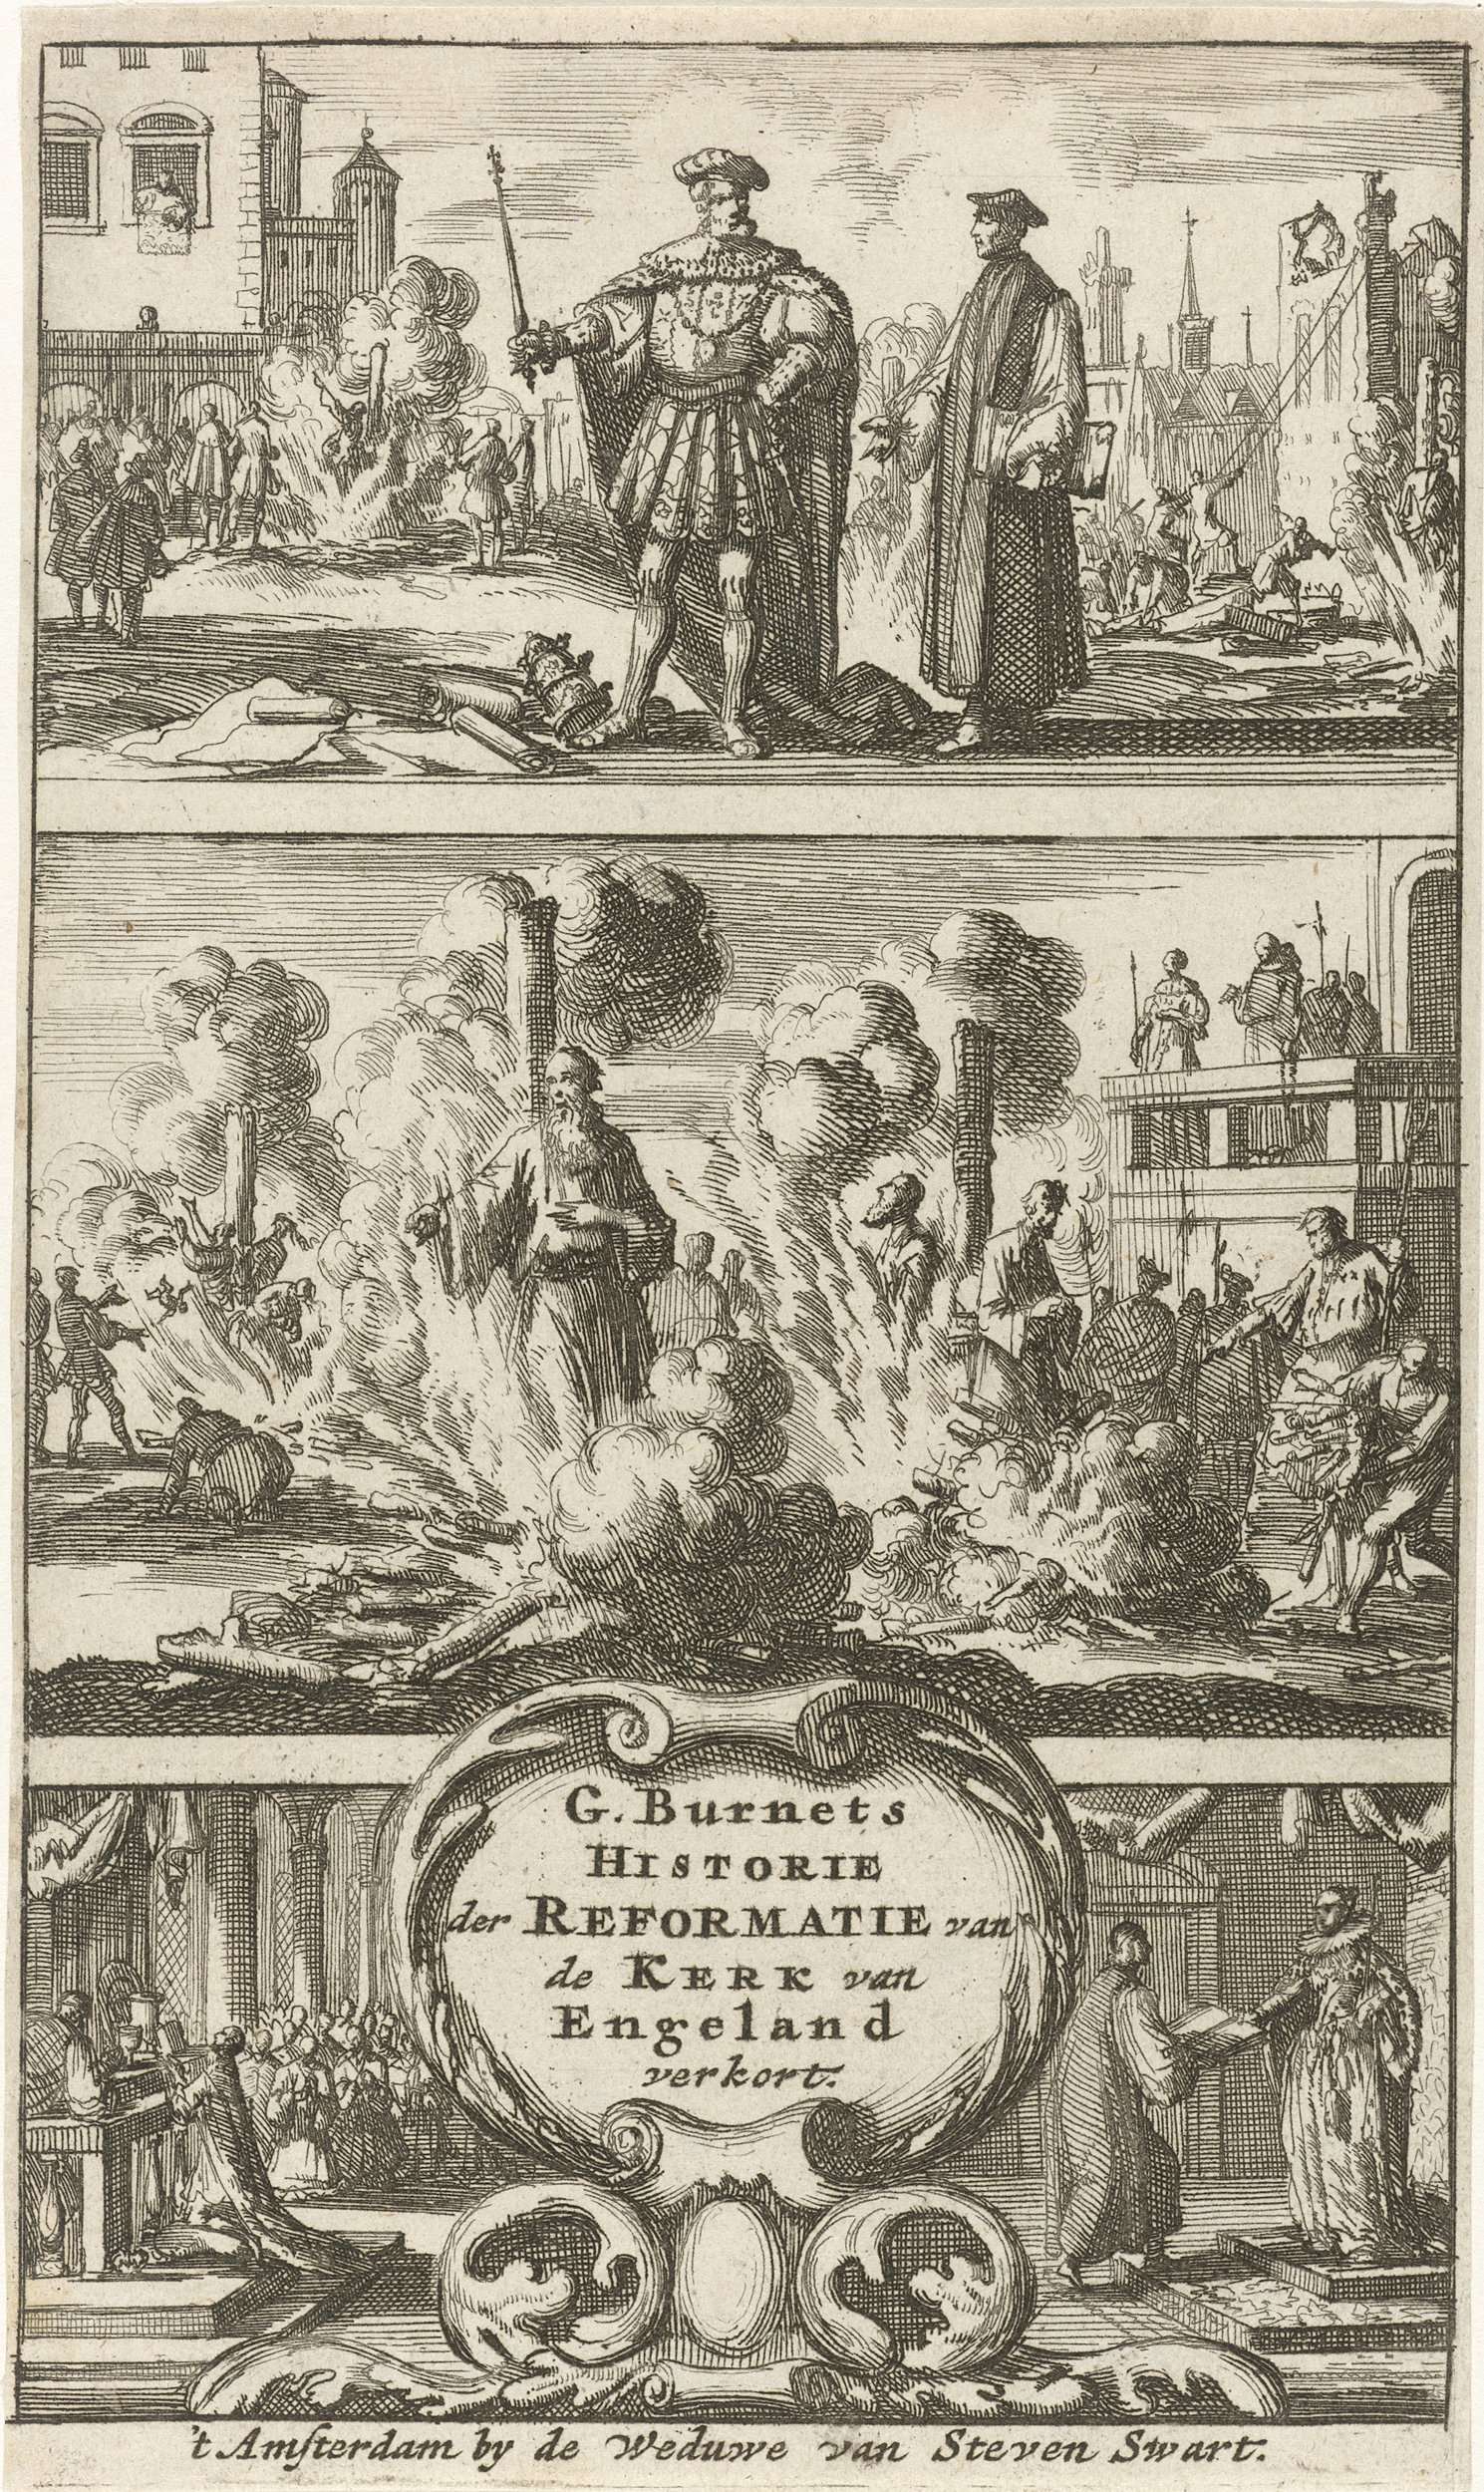 G. Burnets
HISTORIE
der REFORMATIE van
de KERK van
Engeland
verkort.
't Amſterdam by de Weduwe van Steven Swart.